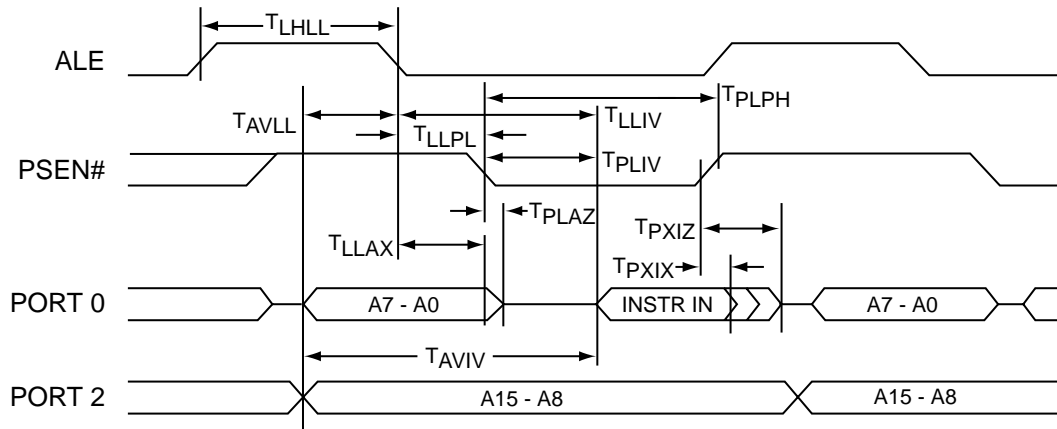 TLHLL
ALE
TPLPH
TAVLL
TLLIV
TLLPL
PSEN#
TPLIV
TPLAZ
TPXIZ
TLLAX
TPXIX
PORT 0
A7 - A0
INSTR IN
A7 - A0
TAVIV
PORT 2
A15 - A8
A15 - A8